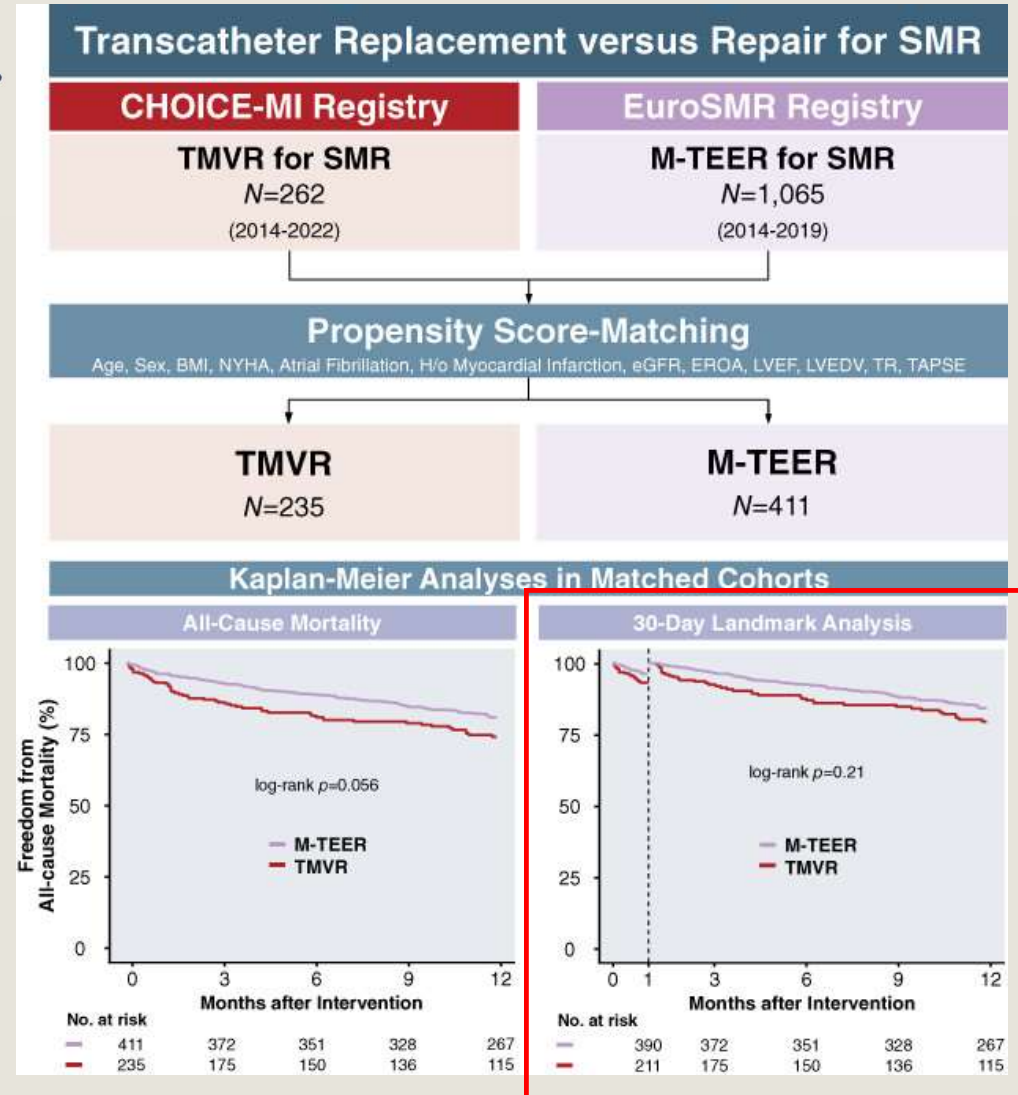 Transcatheter Replacement versus Repair for SMR
CHOICE-MI Registry
TMVR for SMR
N=262
(2014-2022)
EuroSMR Registry
M-TEER for SMR
N=1,065
(2014-2019)
Propensity Score-Matching
Age, Sex, BMI, NYHA, Atrial Fibrillation, H/o Myocardial Infarction, eGFR, EROA, LVEF, LVEDV, TR, TAPSE
TMVR
N=235
M-TEER
N=411
Kaplan-Meier Analyses in Matched Cohorts
All-Cause Mortality
Freedom from
All-cause Mortality (%)
100
75
50
25
0
log-rank p=0.056
M-TEER
TMVR
0 3 6 9 12
Months after Intervention
No. at risk
411 372 351 328 267
235 175 150 136 115
30-Day Landmark Analysis
100
75
50
25
0
log-rank p=0.21
M-TEER
TMVR
0 1 3 6 9 12
Months after Intervention
No. at risk
390 372 351 328 267
211 175 150 136 115